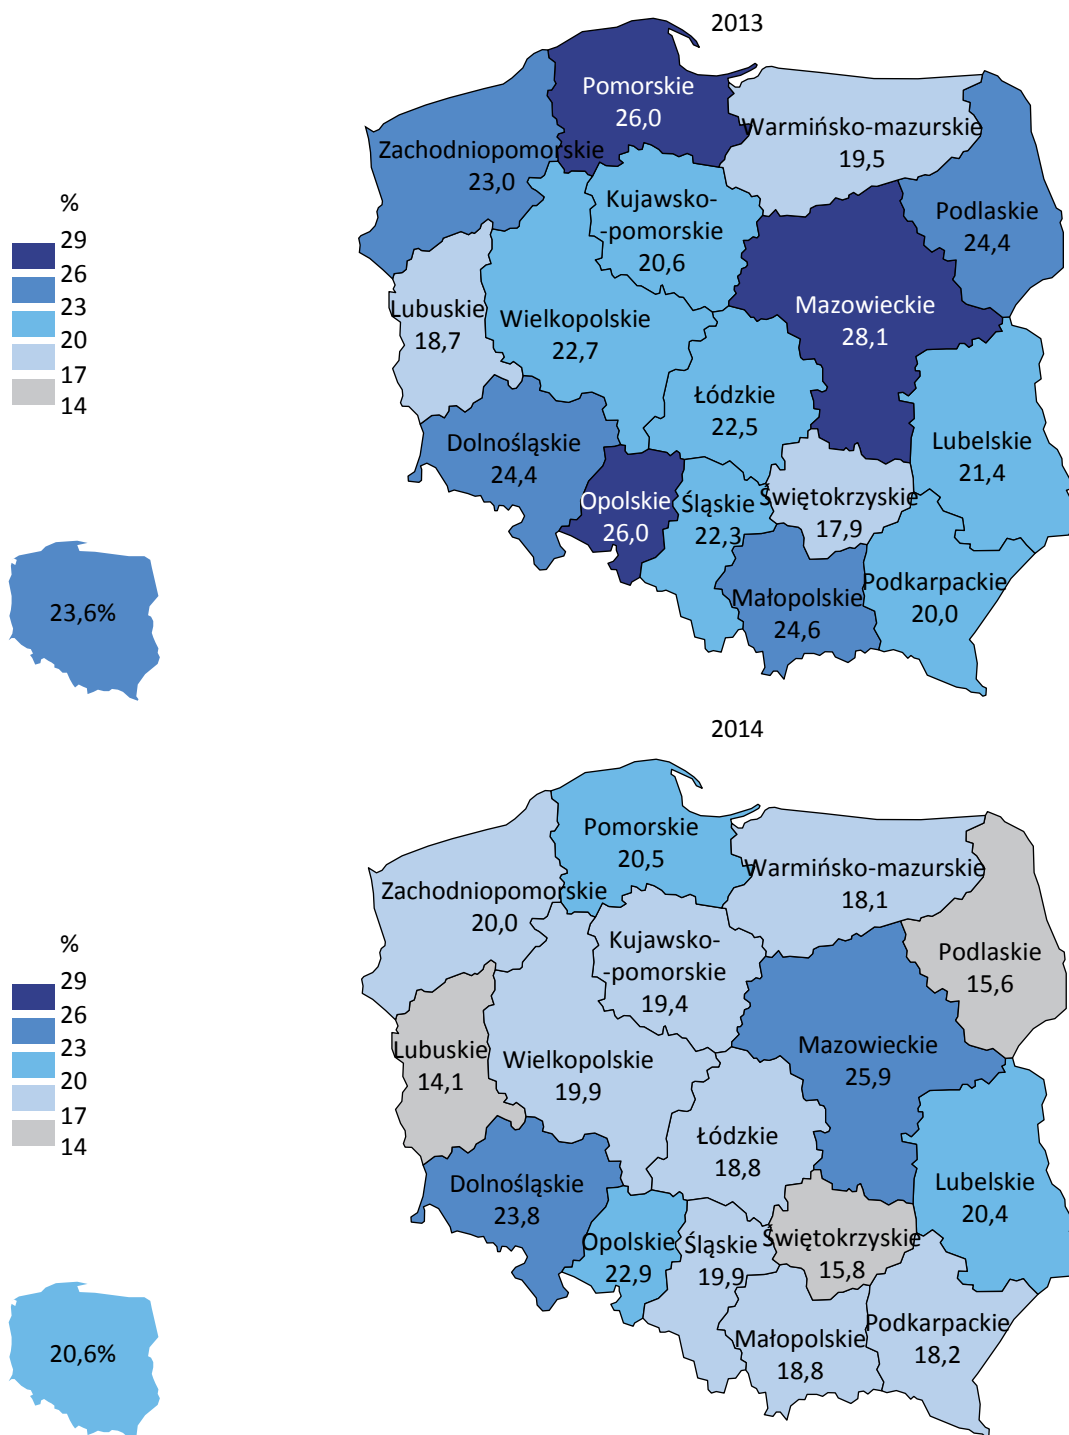 2013
Pomorskie
26,0
Warmińsko-mazurskie
19,5
Zachodniopomorskie
23,0
Kujawsko-
-pomorskie
20,6
Podlaskie
24,4
%
29
26
23
20
17
14
Lubuskie
18,7
Wielkopolskie
22,7
Mazowieckie
28,1
Łódzkie
22,5
Dolnośląskie
24,4
Lubelskie
21,4
Opolskie
26,0
Śląskie
22,3
Świętokrzyskie
17,9
Małopolskie
24,6
Podkarpackie
20,0
23,6%
2014
Pomorskie
20,5
Warmińsko-mazurskie
18,1
Zachodniopomorskie
20,0
Kujawsko-
-pomorskie
19,4
Podlaskie
15,6
%
29
26
23
20
17
14
Lubuskie
14,1
Wielkopolskie
19,9
Mazowieckie
25,9
Łódzkie
18,8
Dolnośląskie
23,8
Lubelskie
20,4
Opolskie
22,9
Śląskie
19,9
Świętokrzyskie
15,8
Małopolskie
18,8
Podkarpackie
18,2
20,6%